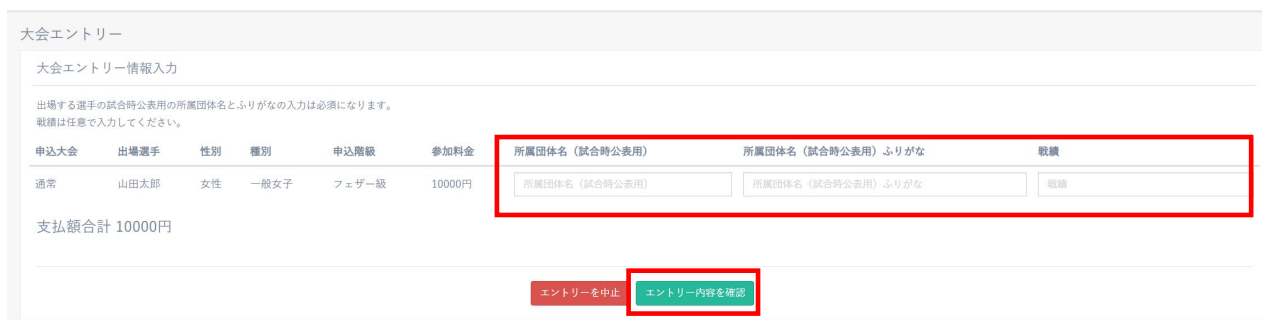 大会エントリー
大会エントリー情報入力
出場する選手の試合時公表用の所属団体名とふりがなの入力は必須になります。
戦績は任意で入力してください。
申込大会 出場選手 性別 種別 申込階級 参加料金 所属団体名（試合時公表用） 所属団体名（試合時公表用）ふりがな 戦績
通常 山田太郎 女性 一般女子 フェザー級 10000円 所属団体名（試合時公表用） 所属団体名（試合時公表用）ふりがな 戦績
支払額合計 10000円
エントリーを中止 エントリー内容を確認